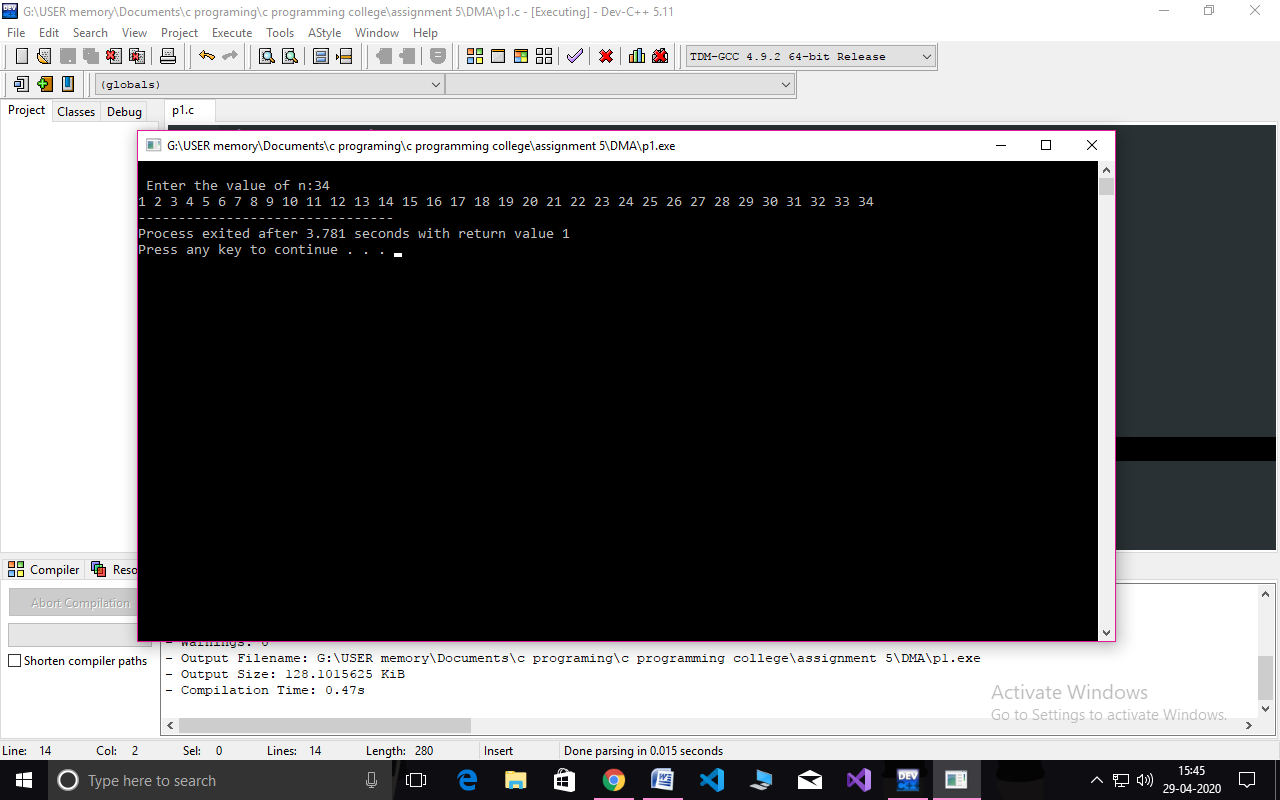 G:\USER memory\Documents\c programing\c programming college\assignment 5\DMA\p1.c - [Executing] - Dev-C++ 5.11
File Edit Search View Project Execute Tools AStyle Window Help
TDM-GCC 4.9.2 64-bit Release
(globals)
Project Classes Debug p1.c
G:\USER memory\Documents\c programing\c programming college\assignment 5\DMA\p1.exe
Enter the value of n:34
1 2 3 4 5 6 7 8 9 10 11 12 13 14 15 16 17 18 19 20 21 22 23 24 25 26 27 28 29 30 31 32 33 34
--------------------------------
Process exited after 3.781 seconds with return value 1
Press any key to continue . . .
Compiler Reso
Abort Compilation
Shorten compiler paths
- Warnings: 0
- Output Filename: G:\USER memory\Documents\c programing\c programming college\assignment 5\DMA\p1.exe
- Output Size: 128.1015625 KiB
- Compilation Time: 0.47s
Activate Windows
Go to Settings to activate Windows.
Line: 14 Col: 2 Sel: 0 Lines: 14 Length: 280 Insert Done parsing in 0.015 seconds
Type here to search
DEV
15:45
29-04-2020